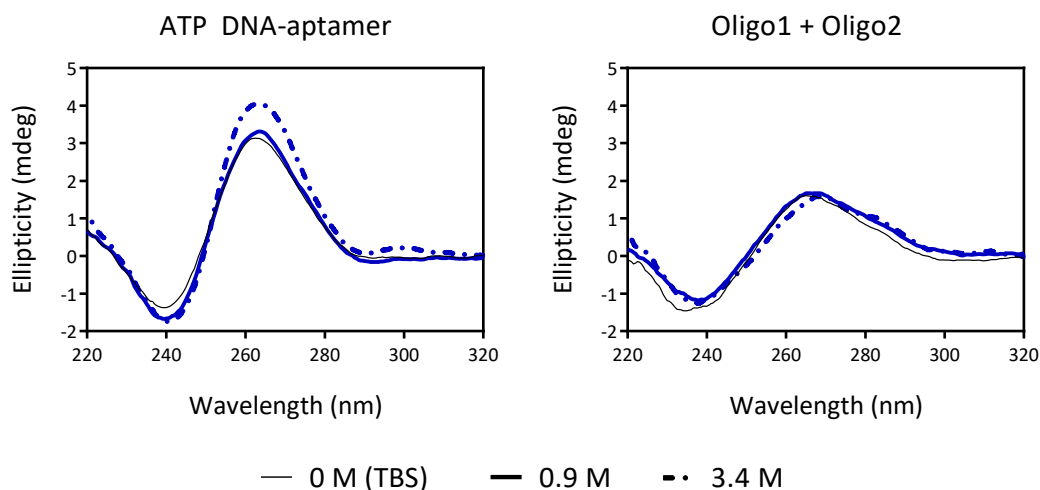 ATP DNA-aptamer
Ellipticity (mdeg)
5
4
3
2
1
0
-1
-2
220 240 260 280 300 320
Wavelength (nm)
Oligo1 + Oligo2
Ellipticity (mdeg)
5
4
3
2
1
0
-1
-2
220 240 260 280 300 320
Wavelength (nm)
0 M (TBS) 0.9 M 3.4 M